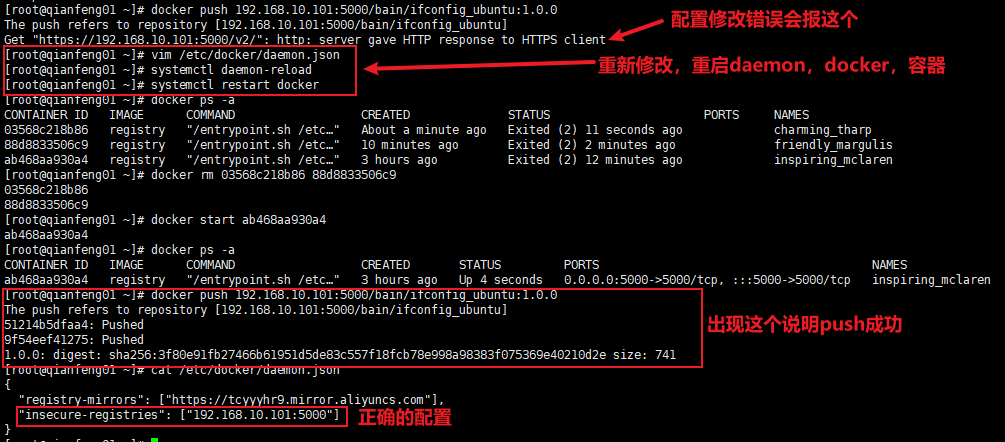 [root@qianfeng01 ~]# docker push 192.168.10.101:5000/bain/ifconfig_ubuntu:1.0.0
The push refers to repository [192.168.10.101:5000/bain/ifconfig_ubuntu]
Get "https://192.168.10.101:5000/v2/": http: server gave HTTP response to HTTPS client
配置修改错误会报这个
[root@qianfeng01 ~]# vim /etc/docker/daemon.json
[root@qianfeng01 ~]# systemctl daemon-reload
[root@qianfeng01 ~]# systemctl restart docker
重新修改，重启daemon，docker，容器
[root@qianfeng01 ~]# docker ps -a
CONTAINER ID   IMAGE      COMMAND                  CREATED              STATUS                      PORTS     NAMES
03568c218b86   registry   "/entrypoint.sh /etc…"   About a minute ago   Exited (2) 11 seconds ago             charming_tharp
88d8833506c9   registry   "/entrypoint.sh /etc…"   10 minutes ago       Exited (2) 2 minutes ago              friendly_margulis
ab468aa930a4   registry   "/entrypoint.sh /etc…"   3 hours ago          Exited (2) 12 minutes ago             inspiring_mclaren
[root@qianfeng01 ~]# docker rm 03568c218b86 88d8833506c9
03568c218b86
88d8833506c9
[root@qianfeng01 ~]# docker start ab468aa930a4
ab468aa930a4
[root@qianfeng01 ~]# docker ps -a
CONTAINER ID   IMAGE      COMMAND                  CREATED       STATUS         PORTS                                       NAMES
ab468aa930a4   registry   "/entrypoint.sh /etc…"   3 hours ago   Up 4 seconds   0.0.0.0:5000->5000/tcp, :::5000->5000/tcp   inspiring_mclaren
[root@qianfeng01 ~]# docker push 192.168.10.101:5000/bain/ifconfig_ubuntu:1.0.0
The push refers to repository [192.168.10.101:5000/bain/ifconfig_ubuntu]
51214b5dfaa4: Pushed
9f54eef41275: Pushed
1.0.0: digest: sha256:3f80e91fb27466b61951d5de83c557f18fcb78e998a98383f075369e40210d2e size: 741
出现这个说明push成功
[root@qianfeng01 ~]# cat /etc/docker/daemon.json
{
"registry-mirrors": ["https://tcyyyhr9.mirror.aliyuncs.com"],
"insecure-registries": ["192.168.10.101:5000"]
正确的配置
}